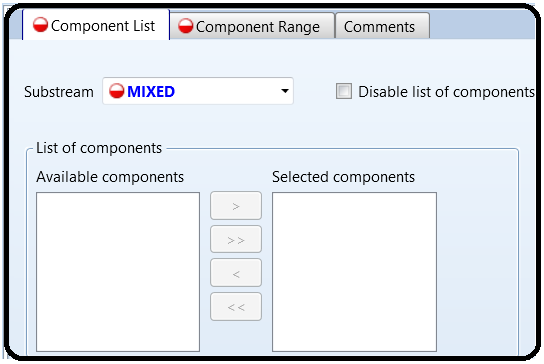 Component List Component Range Comments
Substream MIXED Disable list of components
List of components
Available components Selected components
>
>>
<
<<